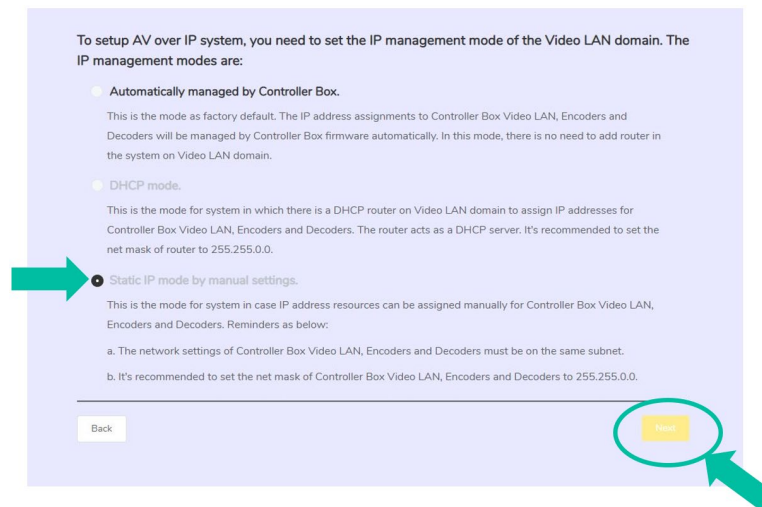 To setup AV over IP system, you need to set the IP management mode of the Video LAN domain. The
IP management modes are:
Automatically managed by Controller Box.
This is the mode as factory default. The IP address assignments to Controller Box Video LAN, Encoders and
Decoders will be managed by Controller Box firmware automatically. In this mode, there is no need to add router in
the system on Video LAN domain.
DHCP mode.
This is the mode for system in which there is a DHCP router on Video LAN domain to assign IP addresses for
Controller Box Video LAN, Encoders and Decoders. The router acts as a DHCP server. It's recommended to set the
net mask of router to 255.255.0.0.
Static IP mode by manual settings.
This is the mode for system in case IP address resources can be assigned manually for Controller Box Video LAN,
Encoders and Decoders. Reminders as below:
a. The network settings of Controller Box Video LAN, Encoders and Decoders must be on the same subnet.
b. It's recommended to set the net mask of Controller Box Video LAN, Encoders and Decoders to 255.255.0.0.
Back
Next